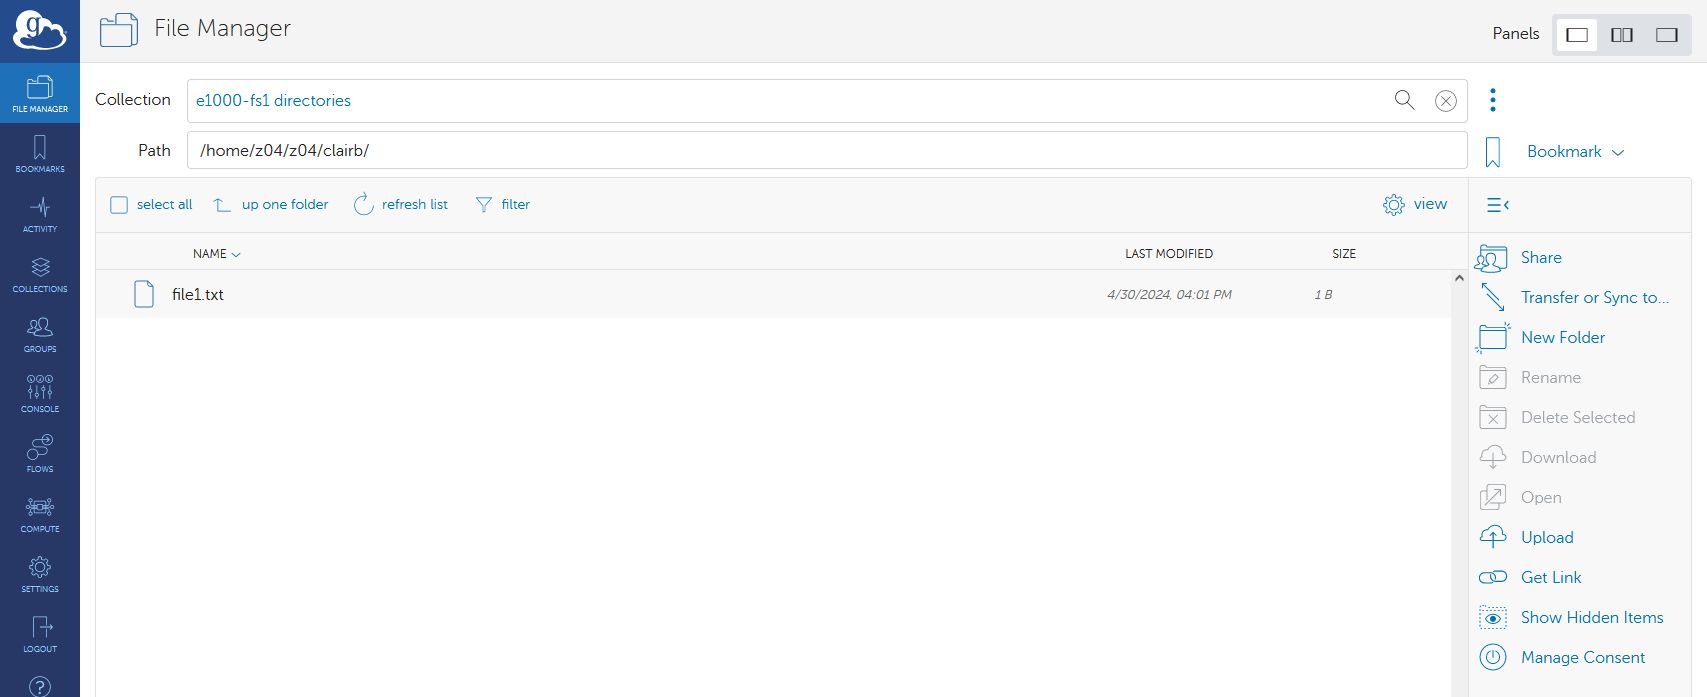 g
File Manager
Panels
FILE MANAGER
Collection
e1000-fs1 directories
BOOKMARKS
Path
/home/z04/z04/clairb/
Bookmark
select all
up one folder
refresh list
filter
view
ACTIVITY
NAME
LAST MODIFIED
SIZE
Share
COLLECTIONS
file1.txt
4/30/2024, 04:01 PM
1 B
Transfer or Sync to...
New Folder
GROUPS
Rename
CONSOLE
Delete Selected
Download
FLOWS
Open
COMPUTE
Upload
Get Link
SETTINGS
Show Hidden Items
LOGOUT
Manage Consent
?